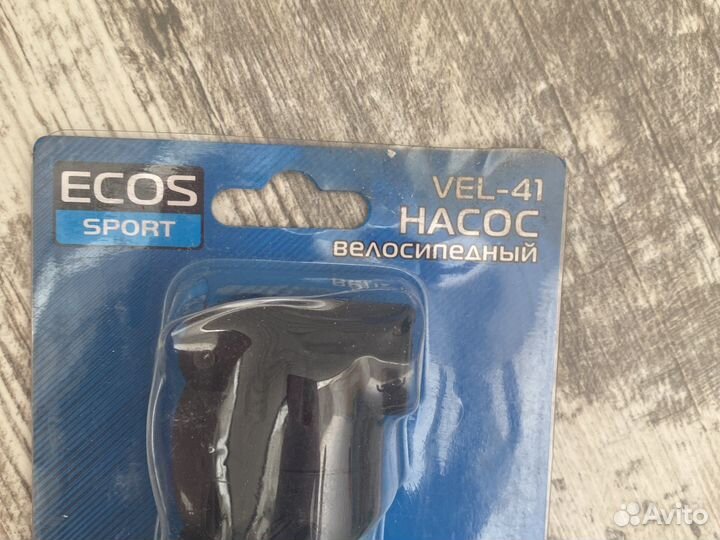 ECOS
SPORT
VEL-41
НАСОС
велосипедный
Avito